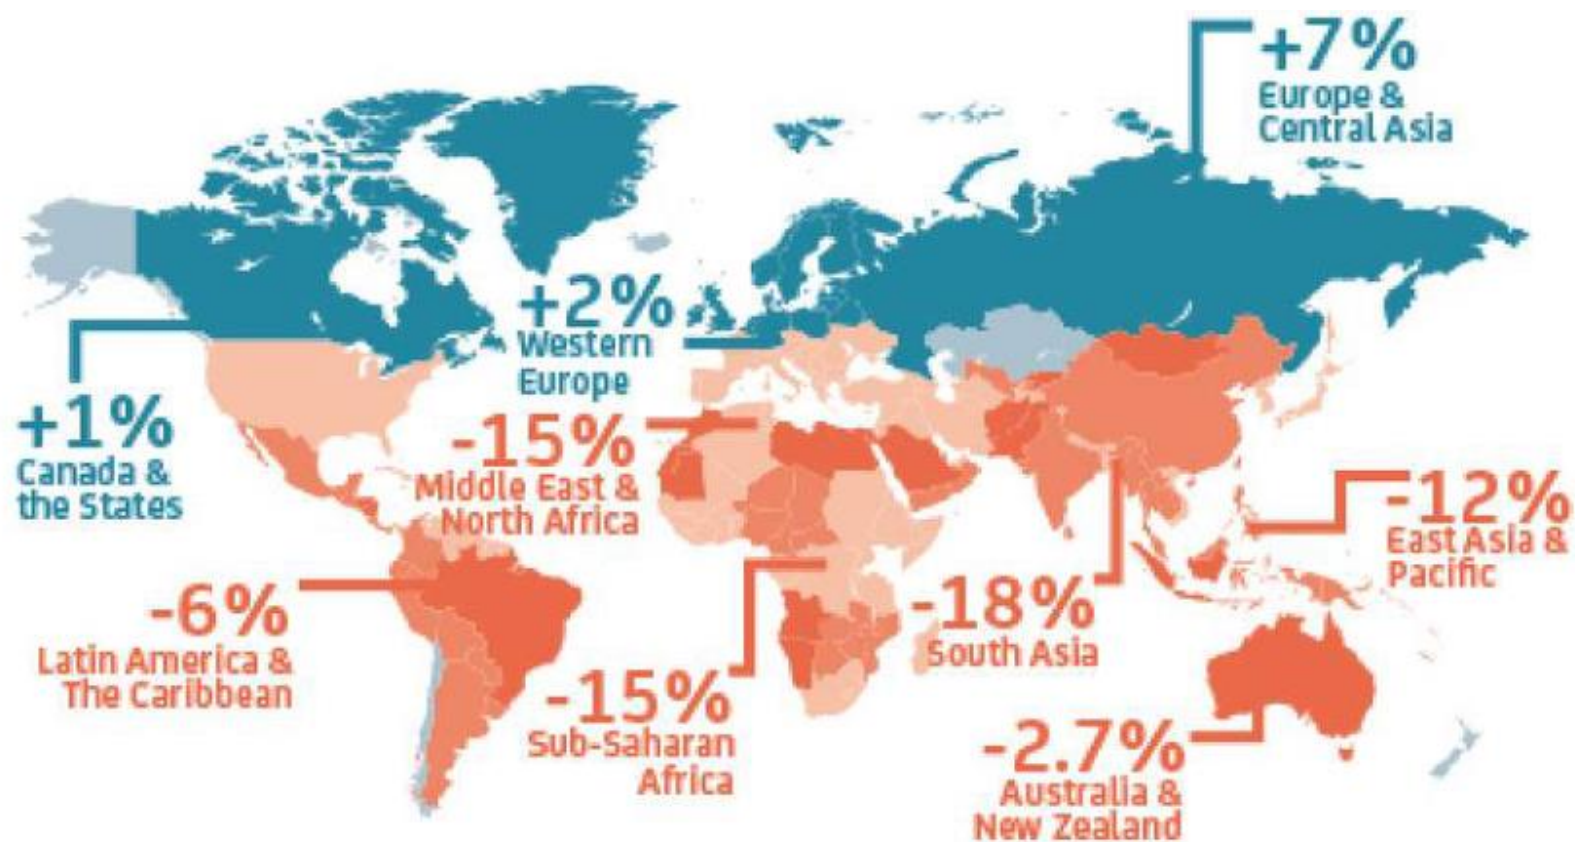 +7%
Europe &
Central Asia
+2%
Western
Europe
+1%
Canada &
the States
-15%
Middle East &
North Africa
-12%
East Asia &
Pacific
-6%
Latin America &
The Caribbean
-18%
South Asia
-15%
Sub-Saharan
Africa
-2.7%
Australia &
New Zealand